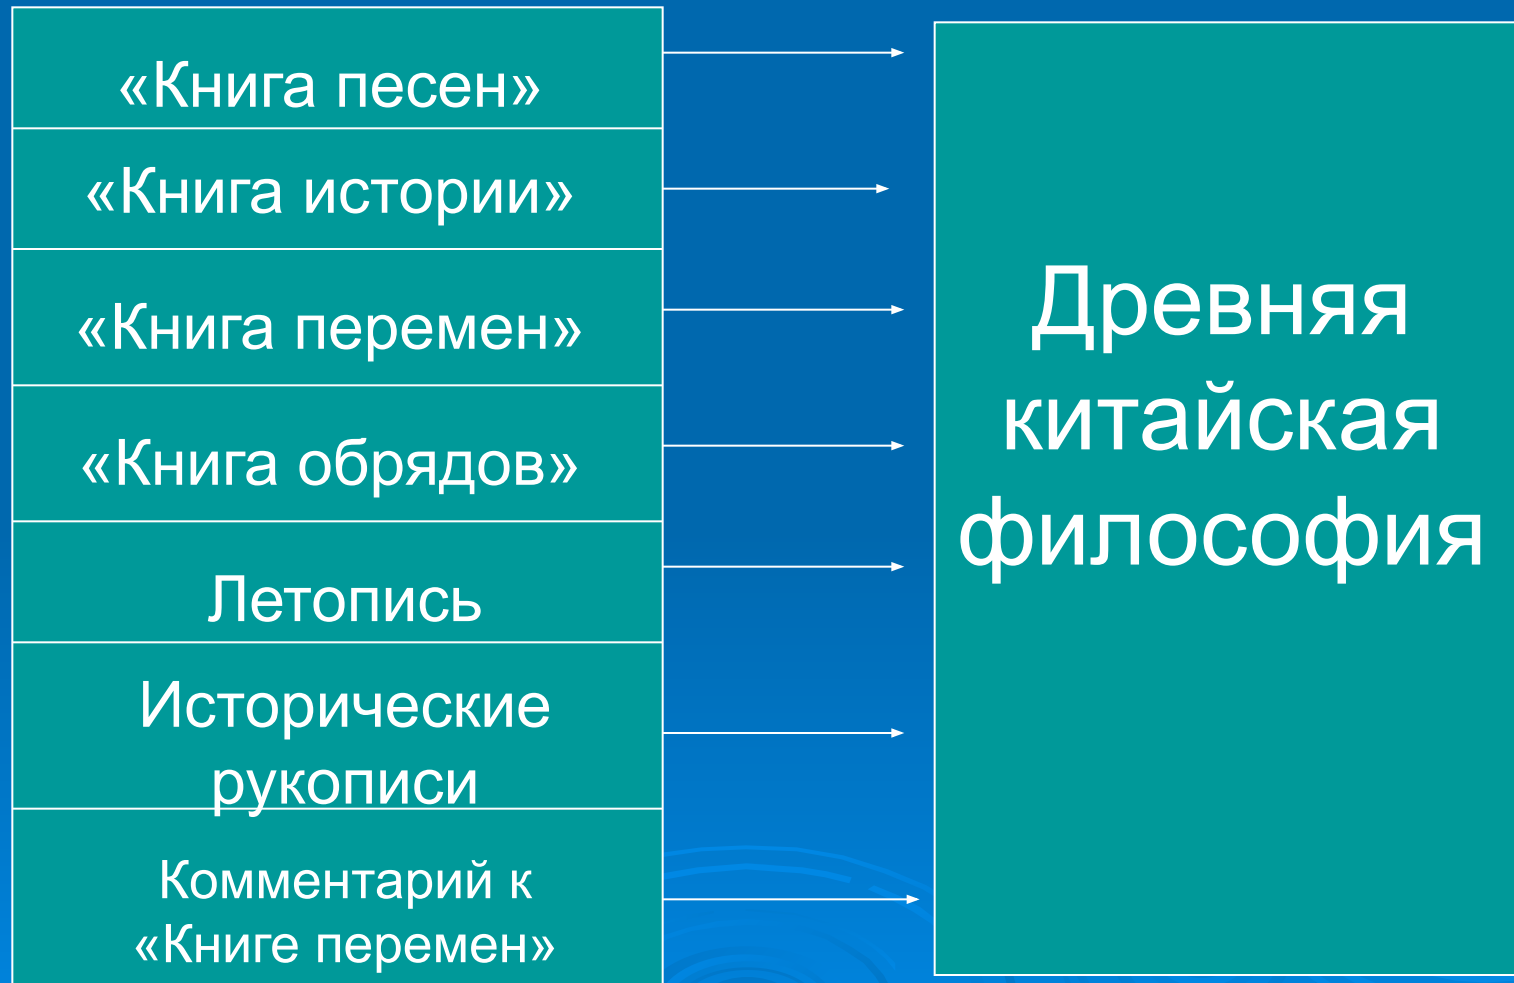 «Книга песен»
«Книга истории»
«Книга перемен»
«Книга обрядов»
Летопись
Исторические
рукописи
Комментарий к
«Книге перемен»
Древняя
китайская
философия